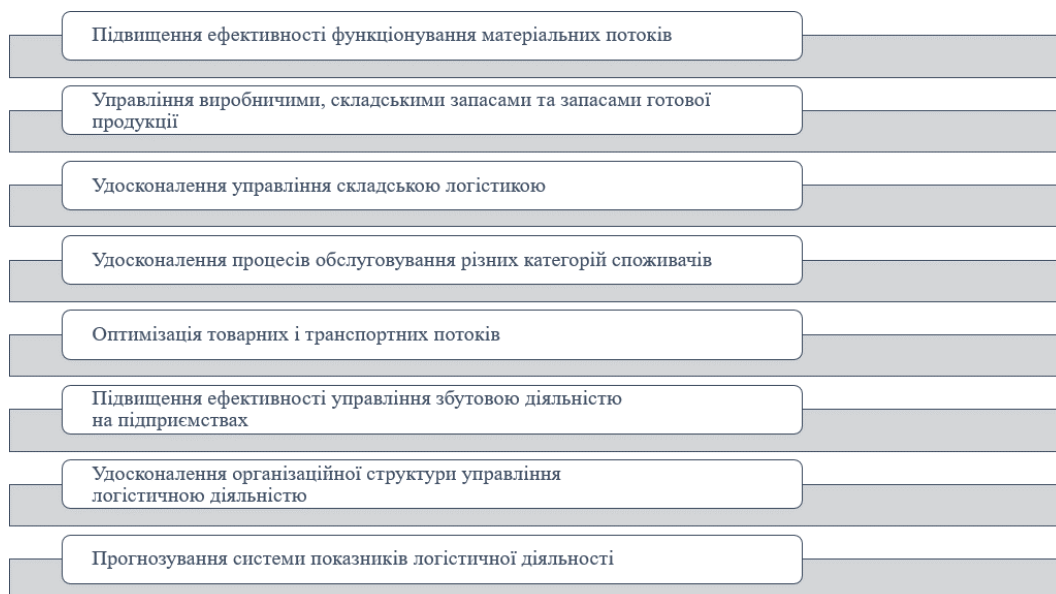 Підвищення ефективності функціонування матеріальних потоків
Управління виробничими, складськими запасами та запасами готової
продукції
Удосконалення управління складською логістикою
Удосконалення процесів обслуговування різних категорій споживачів
Оптимізація товарних і транспортних потоків
Підвищення ефективності управління збутовою діяльністю
на підприємствах
Удосконалення організаційної структури управління
логістичною діяльністю
Прогнозування системи показників логістичної діяльності